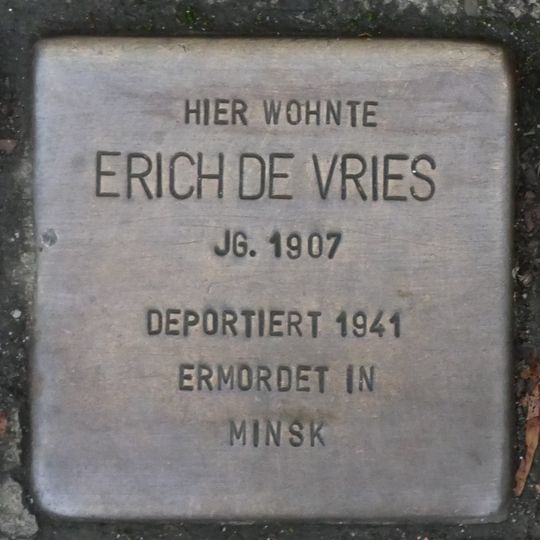 HIER WOHNTE
ERICH DE VRIES
JG. 1907
DEPORTIERT 1941
ERMORDET IN
MINSK